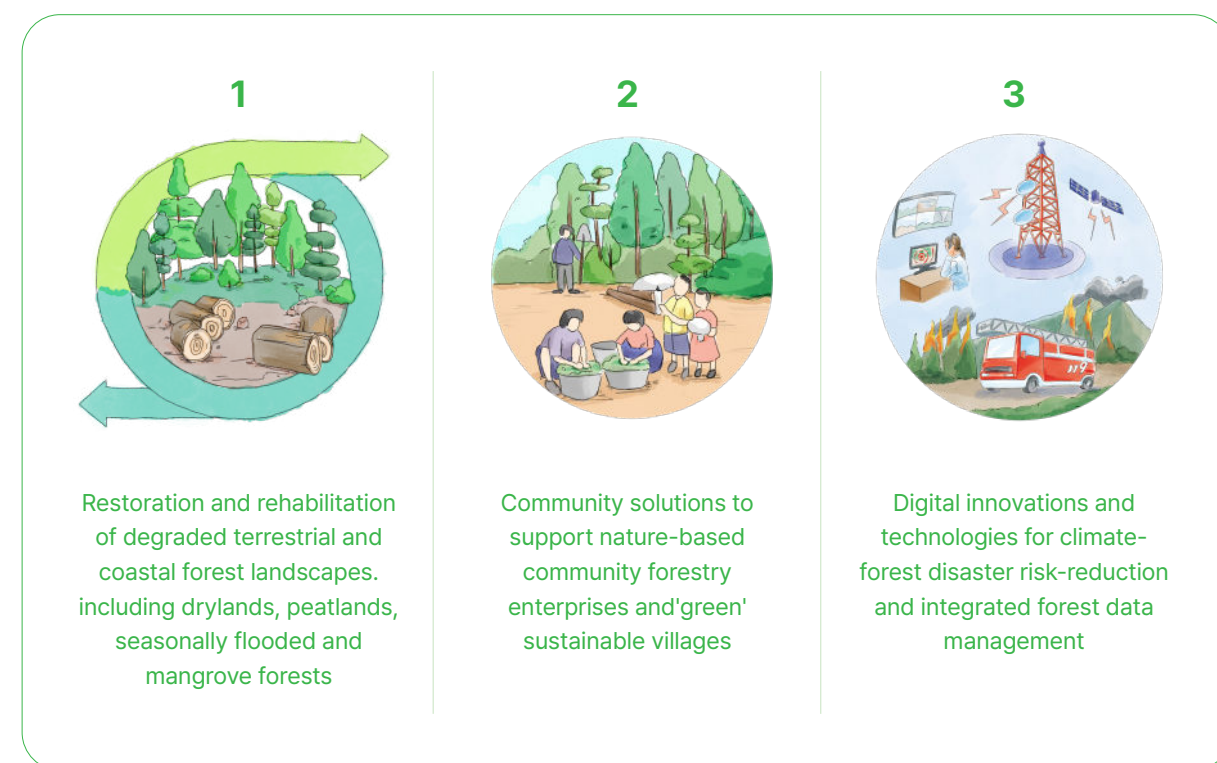 1
Restoration and rehabilitation
of degraded terrestrial and
coastal forest landscapes.
including drylands, peatlands,
seasonally flooded and
mangrove forests
2
Community solutions to
support nature-based
community forestry
enterprises and'green'
sustainable villages
3
119
Digital innovations and
technologies for climate-
forest disaster risk-reduction
and integrated forest data
management